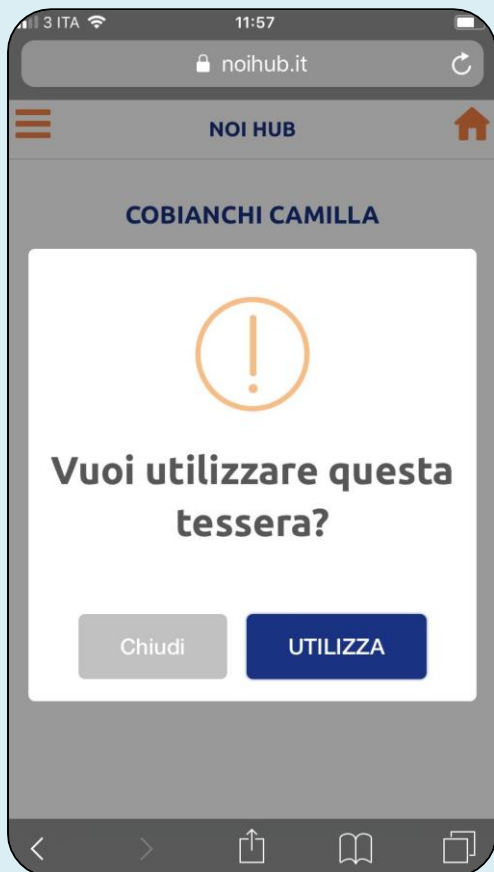 3 ITA 11:57
noihub.it
NOI HUB
COBIANCHI CAMILLA
Vuoi utilizzare questa
tessera?
Chiudi UTILIZZA